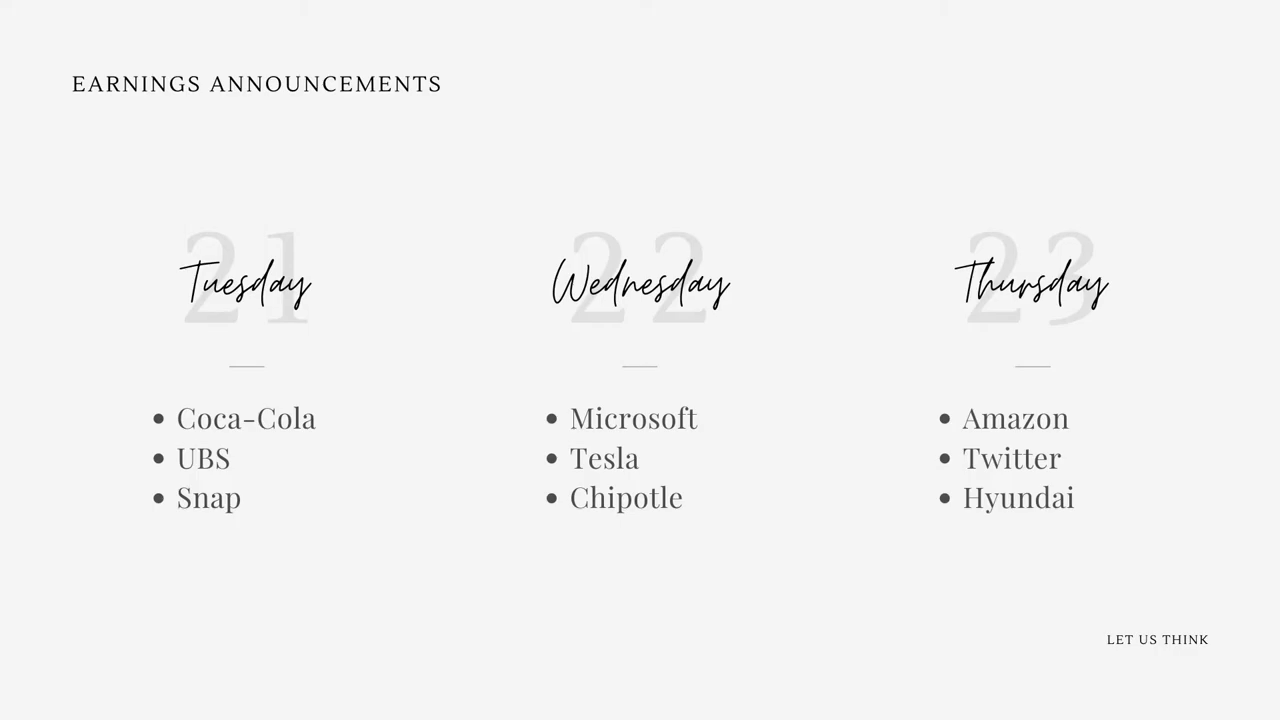 EARNINGS ANNOUNCEMENTS
21
Tuesday
• Coca-Cola
• UBS
• Snap
22
Wednesday
• Microsoft
• Tesla
• Chipotle
23
Thursday
• Amazon
• Twitter
• Hyundai
LET US THINK